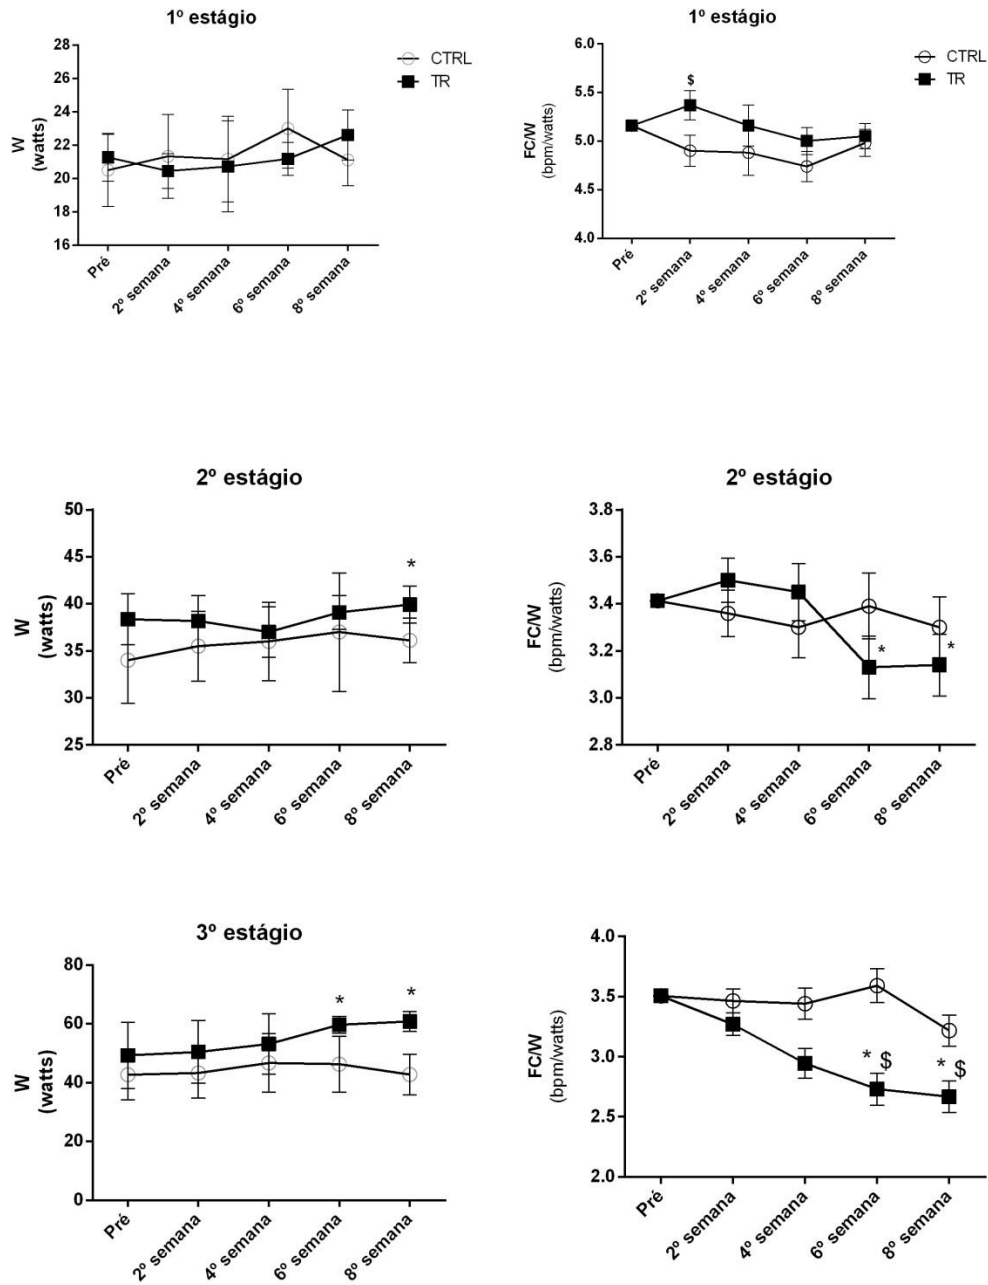 1º estágio
28
26
24
22
20
18
16
W
(watts)
Pré
2º semana
4º semana
6º semana
8º semana
CTRL
TR
1º estágio
6.0
5.5
5.0
4.5
4.0
FC/W
(bpm/watts)
$
Pré
2º semana
4º semana
6º semana
8º semana
CTRL
TR
2º estágio
50
45
40
35
30
25
W
(watts)
*
Pré
2º semana
4º semana
6º semana
8º semana
2º estágio
3.8
3.6
3.4
3.2
3.0
2.8
FC/W
(bpm/watts)
*
*
Pré
2º semana
4º semana
6º semana
8º semana
3º estágio
80
60
40
20
0
W
(watts)
*
*
Pré
2º semana
4º semana
6º semana
8º semana
4.0
3.5
3.0
2.5
2.0
FC/W
(bpm/watts)
* $
* $
Pré
2º semana
4º semana
6º semana
8º semana